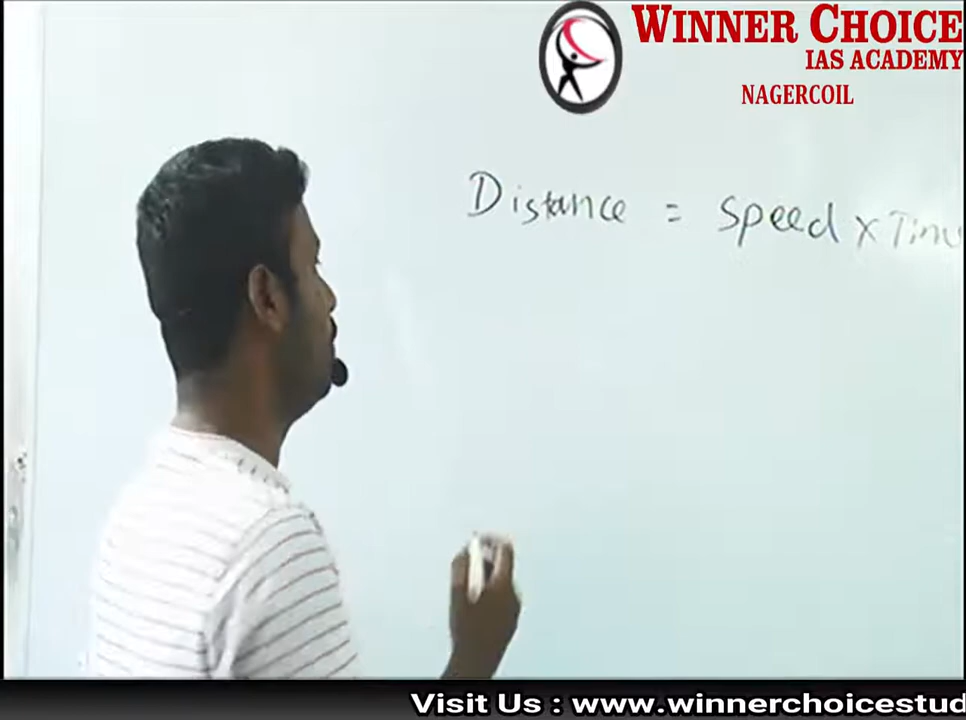 WINNER CHOICE
IAS ACADEMY
NAGERCOIL
Distance = Speed x Time
Visit Us : www.winnerchoicestud